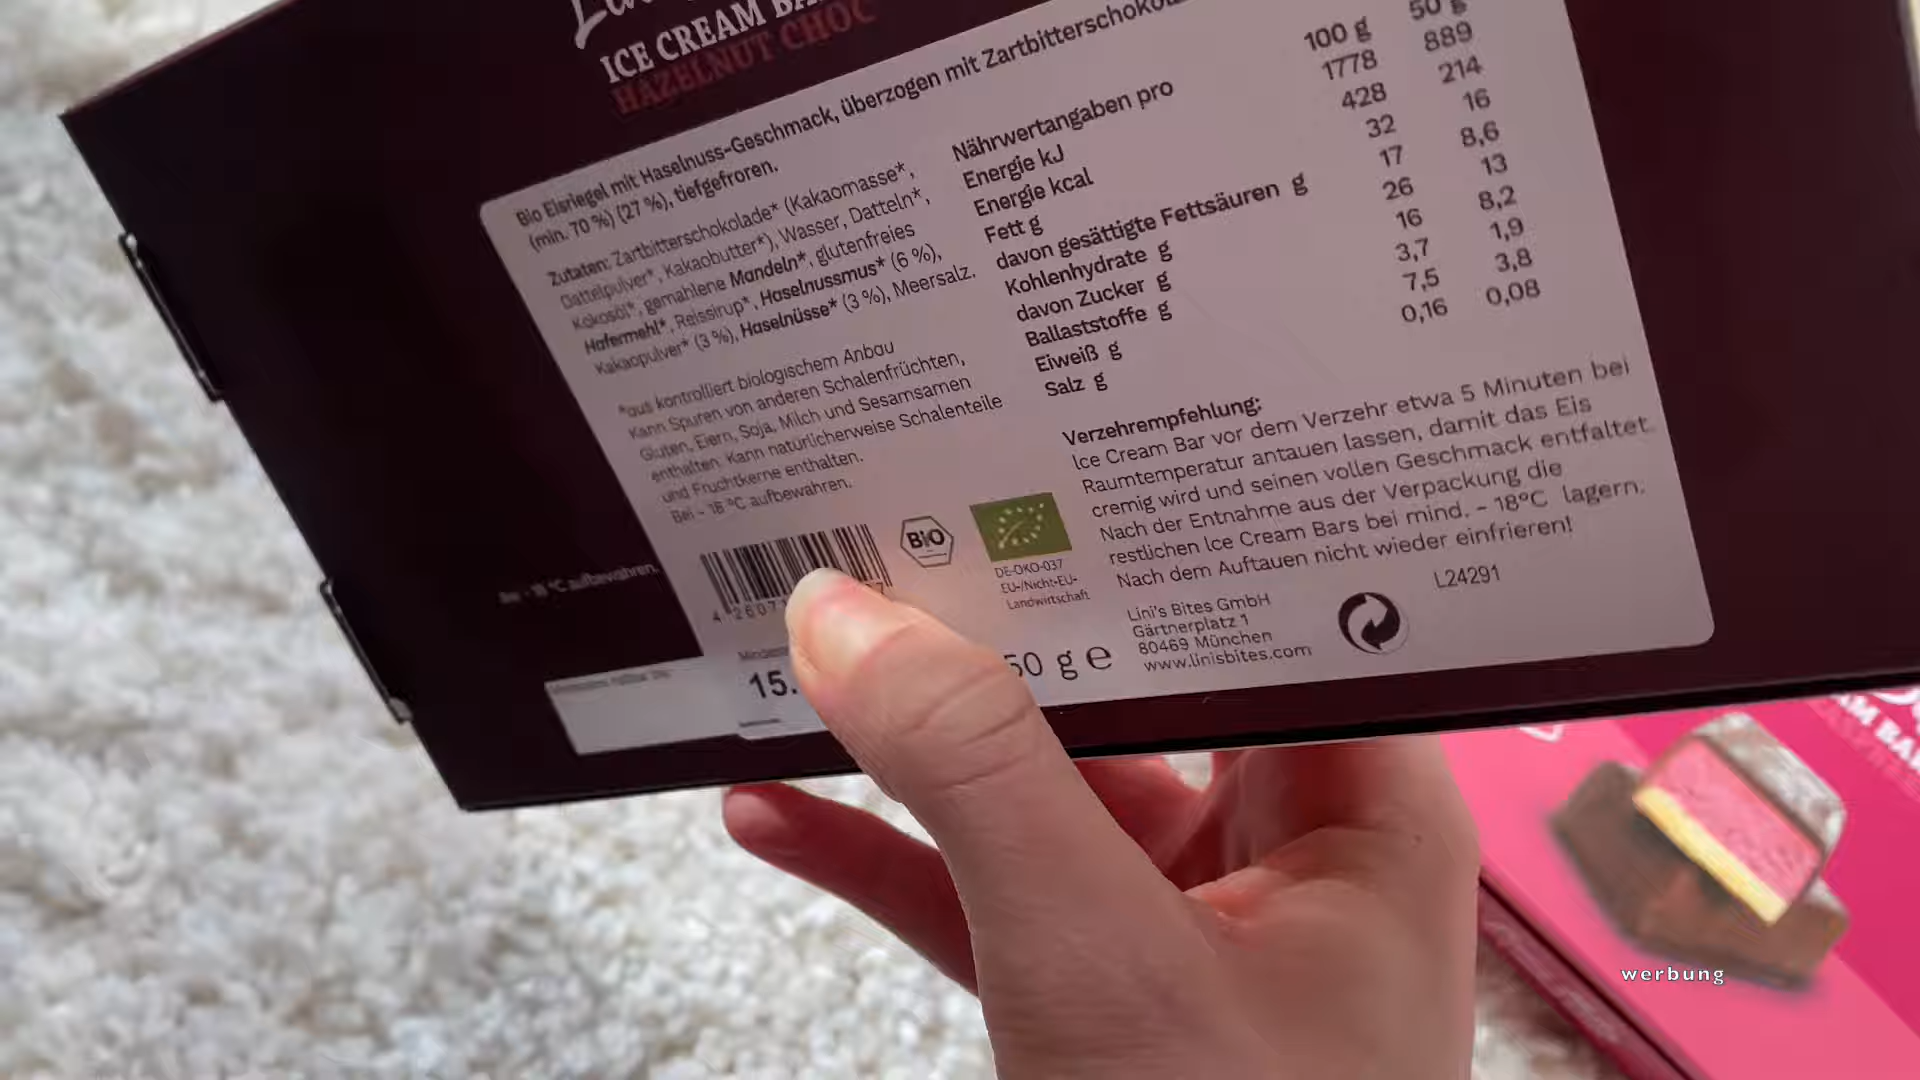 ICE CREAM
HAZELNUT CHOC
Bio Eisriegel mit Haselnuss-Geschmack, überzogen mit
(min. 70 %) (27 %), tiefgefroren.
Zutaten: Zartbitterschokolade* (Kakaomasse*,
Dattelpulver*, Kakaobutter*), Wasser, Datteln*,
Kokosöl*, gemahlene Mandeln*, glutenfreies
Hafermehl*, Reissirup*, Haselnussmus* (6 %),
Kakaopulver* (3 %), Haselnüsse* (3 %), Meersalz.
*aus kontrolliert biologischem Anbau
Kann Spuren von anderen Schalenfrüchten,
Gluten, Eiern, Soja, Milch und Sesamsamen
enthalten. Kann natürlicherweise Schalenteile
und Fruchtkerne enthalten.
Bei - 18 °C aufbewahren.
Nährwertangaben pro 100 g 50 g
Energie kJ 1778 889
Energie kcal 428 214
Fett g 32 16
davon gesättigte Fettsäuren g 17 8,6
Kohlenhydrate g 26 13
davon Zucker g 16 8,2
Ballaststoffe g 3,7 1,9
Eiweiß g 7,5 3,8
Salz g 0,16 0,08
Verzehrempfehlung:
Ice Cream Bar vor dem Verzehr etwa 5 Minuten bei
Raumtemperatur antauen lassen, damit das Eis
cremig wird und seinen vollen Geschmack entfaltet.
Nach der Entnahme aus der Verpackung die
restlichen Ice Cream Bars bei mind. - 18°C lagern.
Nach dem Auftauen nicht wieder einfrieren!
L24291
BIO
DE-ÖKO-037
EU-/Nicht-EU-
Landwirtschaft
Lini's Bites GmbH
Gärtnerplatz 1
80469 München
www.linisbites.com
50 g e
15.
4 2607
- 18 °C aufbewahren.
werbung